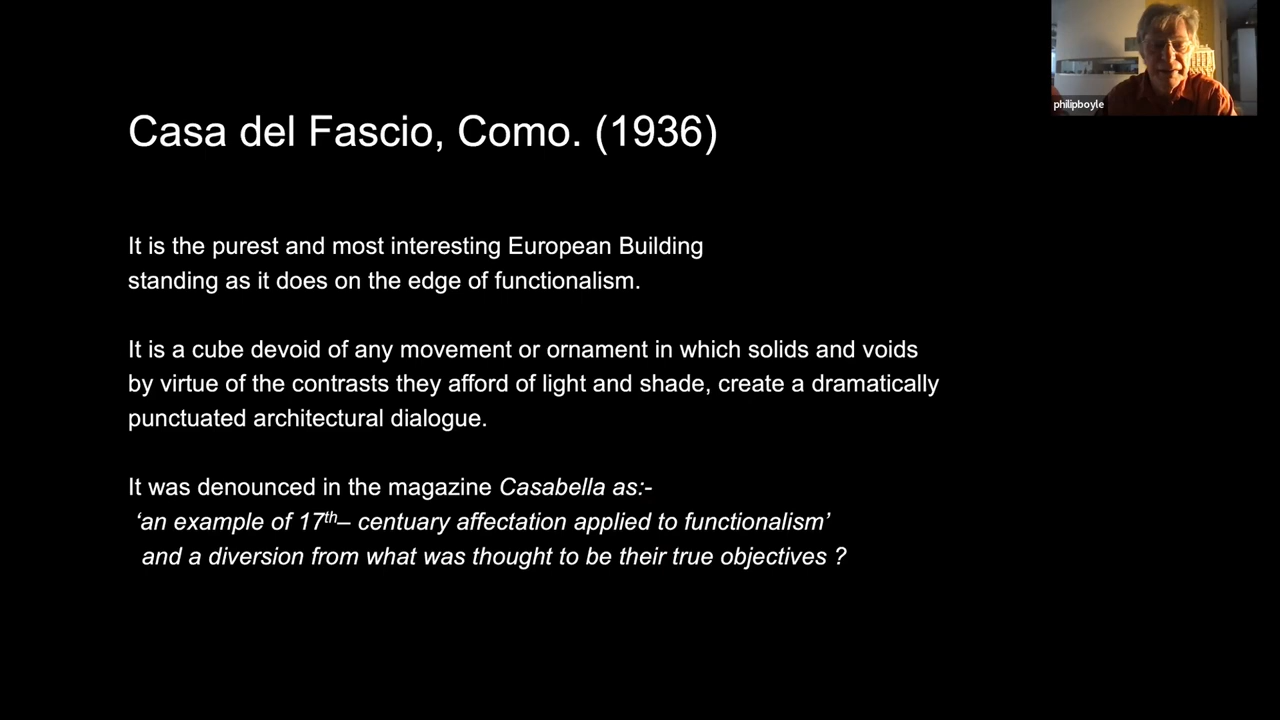 philipboyle
Casa del Fascio, Como. (1936)
It is the purest and most interesting European Building
standing as it does on the edge of functionalism.
It is a cube devoid of any movement or ornament in which solids and voids
by virtue of the contrasts they afford of light and shade, create a dramatically
punctuated architectural dialogue.
It was denounced in the magazine Casabella as:-
‘an example of 17th– centuary affectation applied to functionalism’
and a diversion from what was thought to be their true objectives ?